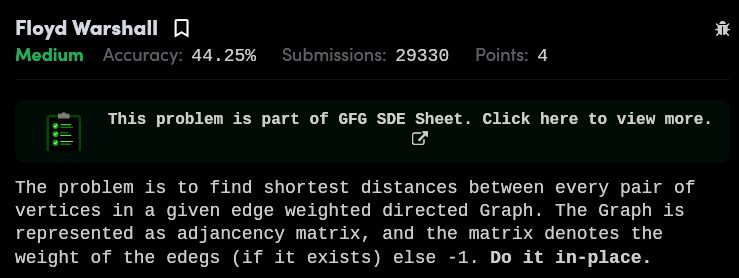 Floyd Warshall
Medium Accuracy: 44.25% Submissions: 29330 Points: 4
This problem is part of GFG SDE Sheet. Click here to view more.
The problem is to find shortest distances between every pair of
vertices in a given edge weighted directed Graph. The Graph is
represented as adjancency matrix, and the matrix denotes the
weight of the edegs (if it exists) else -1. Do it in-place.